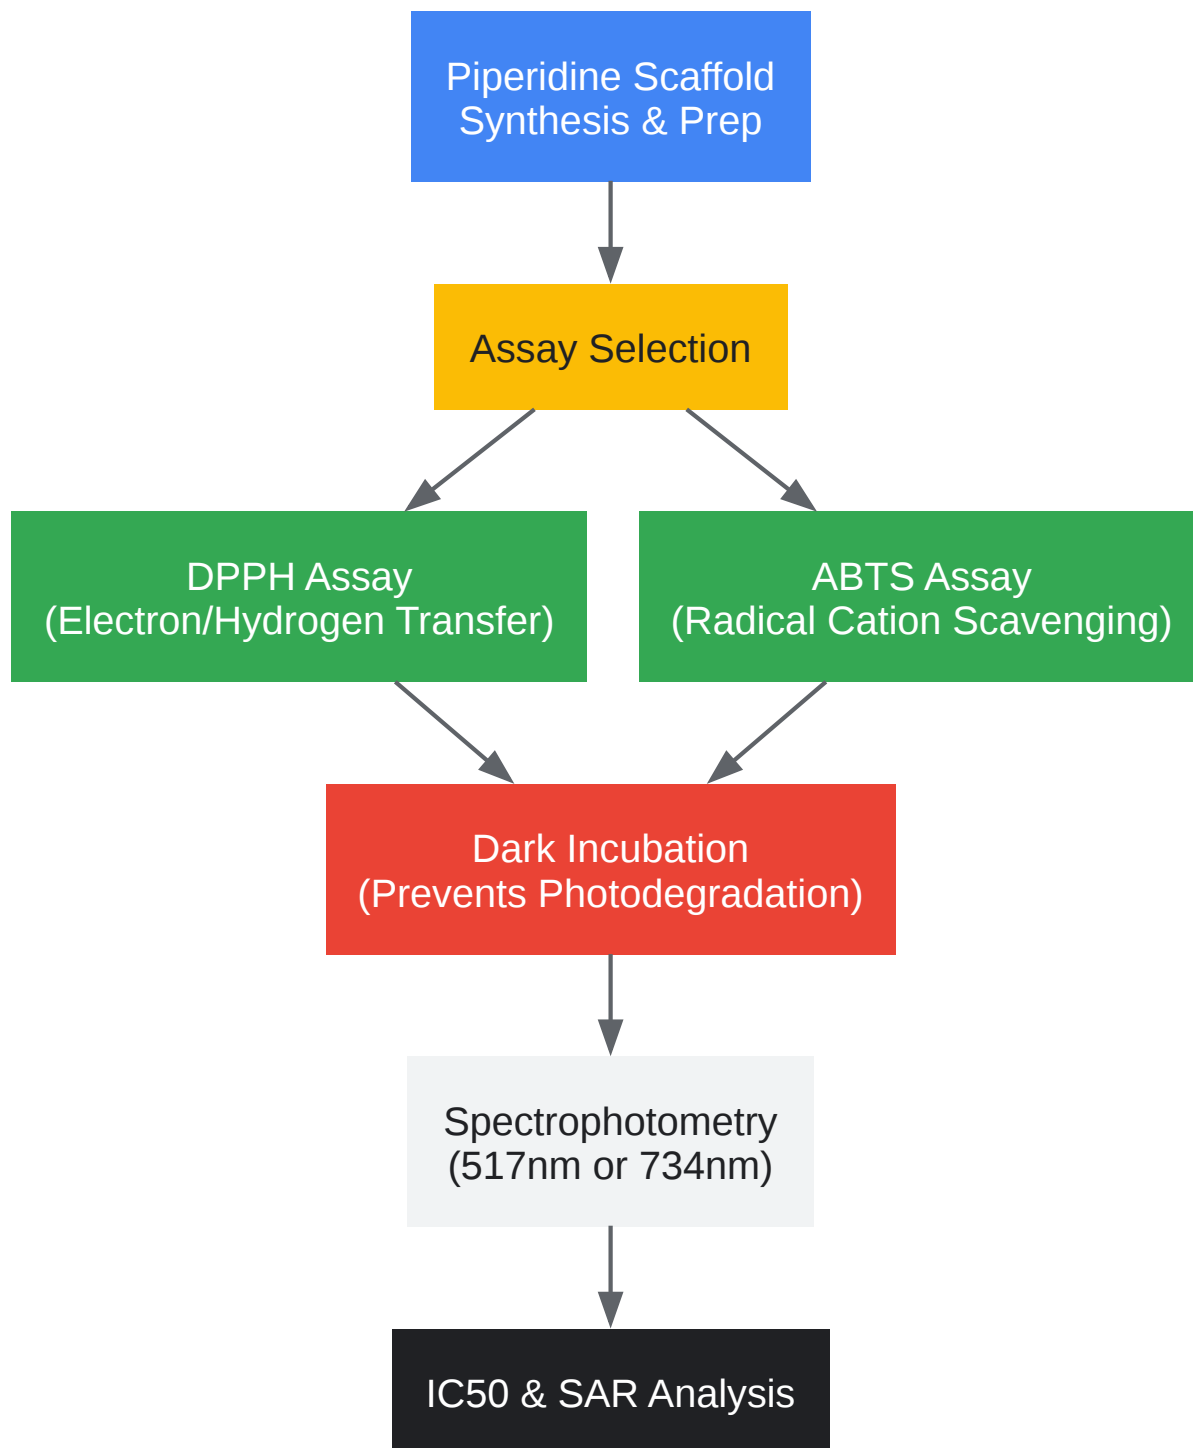 Piperidine Scaffold
Synthesis & Prep
Assay Selection
DPPH Assay
(Electron/Hydrogen Transfer)
ABTS Assay
(Radical Cation Scavenging)
Dark Incubation
(Prevents Photodegradation)
Spectrophotometry
(517nm or 734nm)
IC50 & SAR Analysis